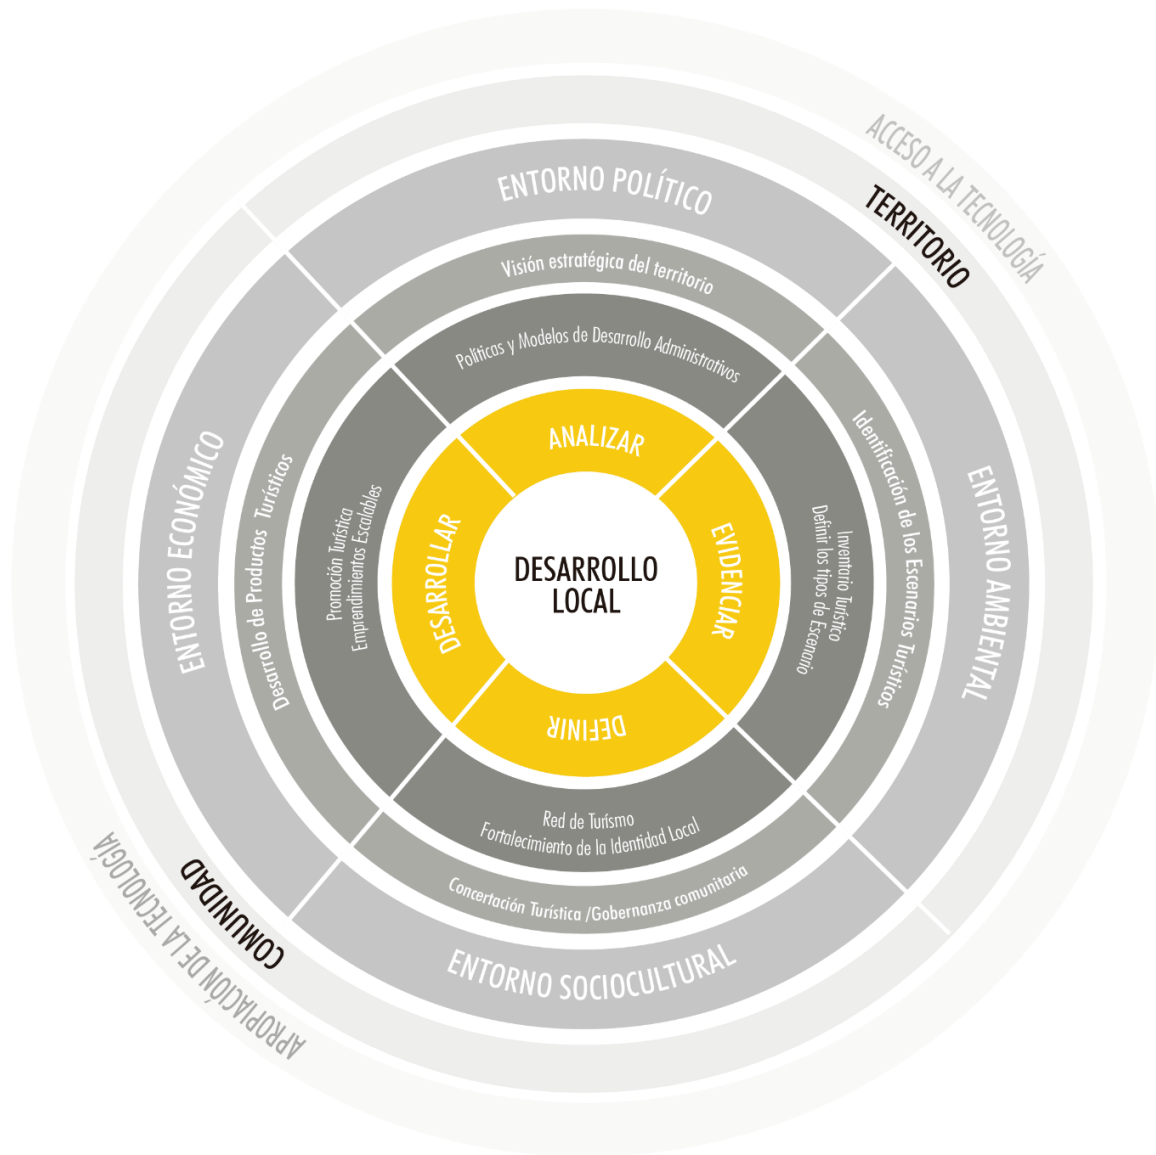 ACCESO A LA TECNOLOGÍA
TERRITORIO
ENTORNO POLÍTICO
Visión estratégica del territorio
Políticas y Modelos de Desarrollo Administrativos
ANALIZAR
ENTORNO ECONÓMICO
Desarrollo de Productos Turísticos
Promoción Turística
Emprendimientos Escalables
DESARROLLAR
DESARROLLO
LOCAL
EVIDENCIAR
Inventario Turístico
Definir los tipos de Escenario
Identificación de los Escenarios Turísticos
ENTORNO AMBIENTAL
DEFINIR
Red de Turísmo
Fortalecimiento de la Identidad Local
Concertación Turística /Gobernanza comunitaria
ENTORNO SOCIOCULTURAL
COMUNIDAD
APROPIACIÓN DE LA TECNOLOGÍA